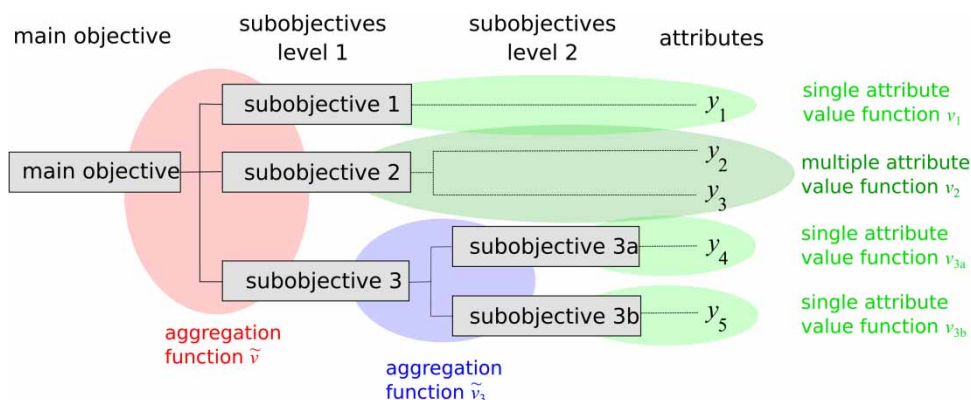 main objective
subobjectives
level 1
subobjectives
level 2
attributes
subobjective 1
y₁
single attribute
value function v₁
main objective
subobjective 2
y₂
y₃
multiple attribute
value function v₂
subobjective 3
subobjective 3a
y₄
single attribute
value function v₃ₐ
subobjective 3b
y₅
single attribute
value function v_3b
aggregation
function ṽ
aggregation
function ṽ₃